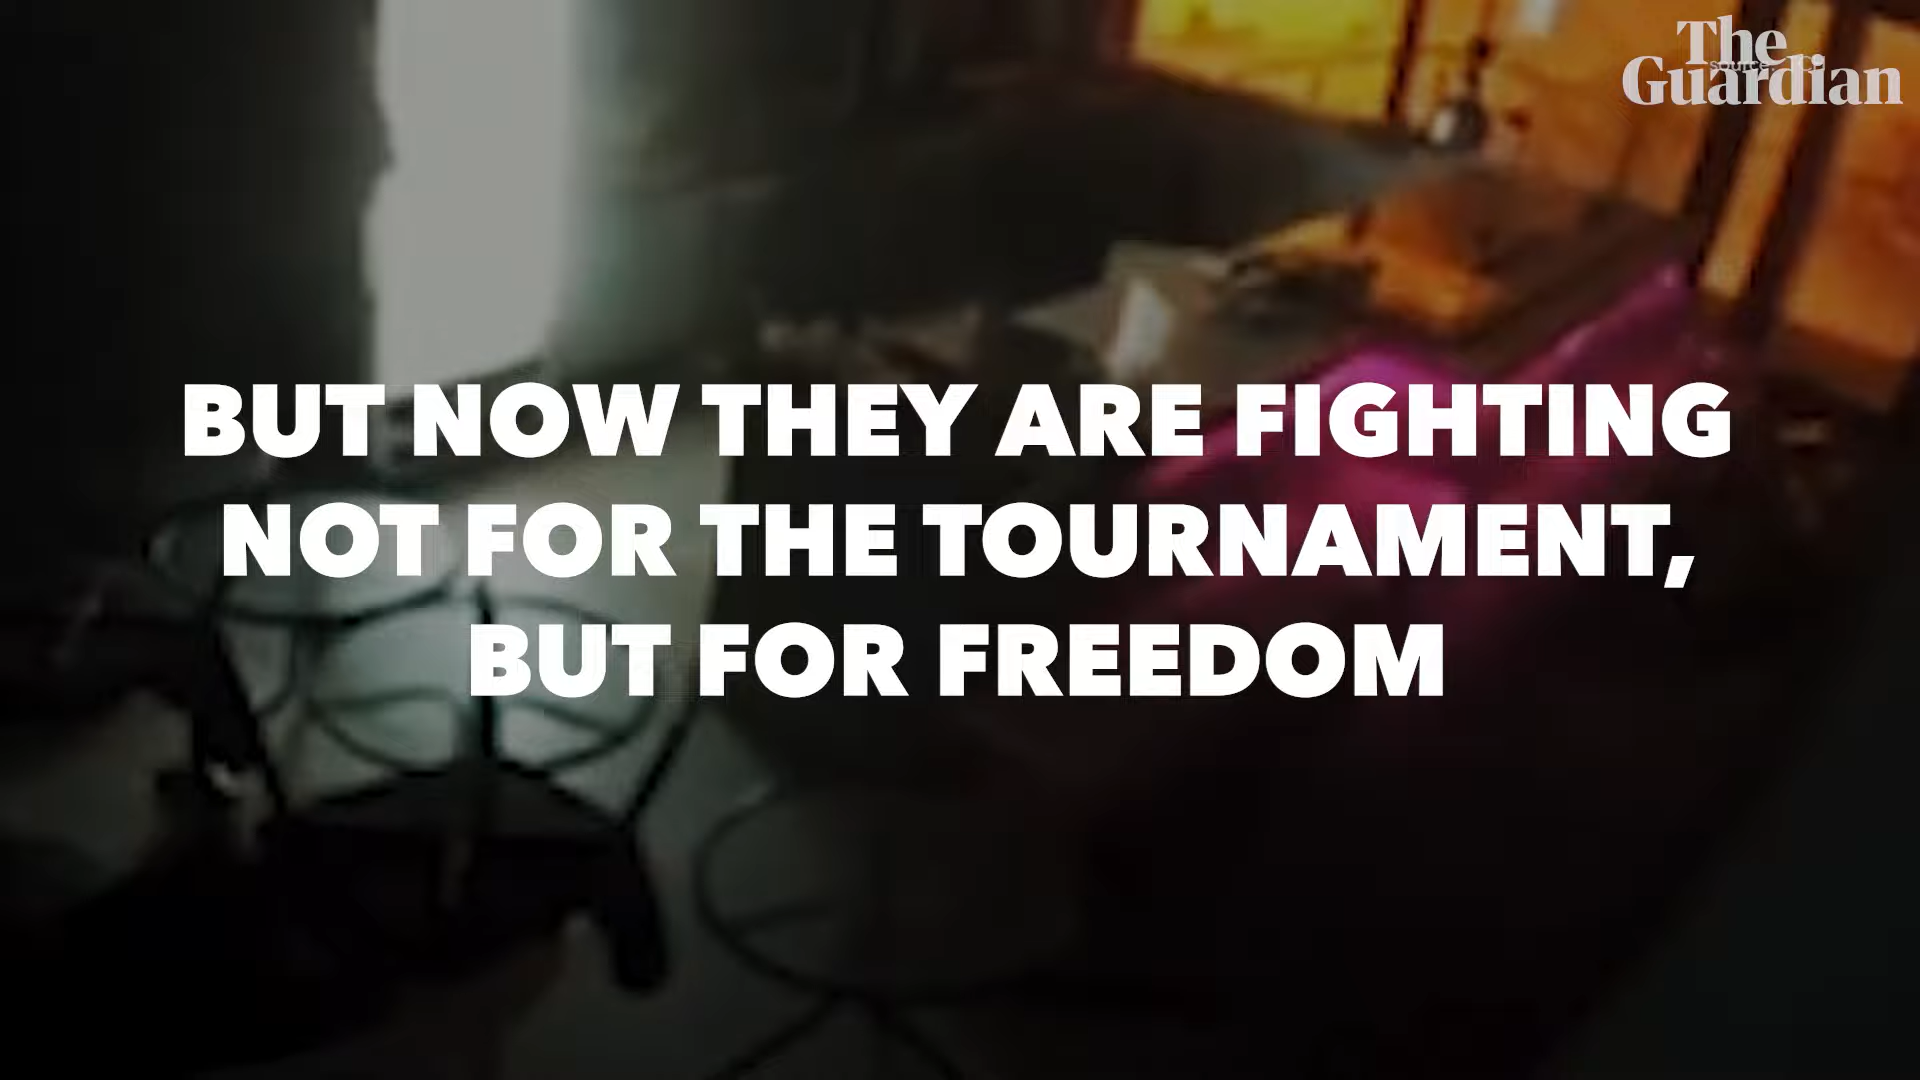 The
Guardian
BUT NOW THEY ARE FIGHTING
NOT FOR THE TOURNAMENT,
BUT FOR FREEDOM